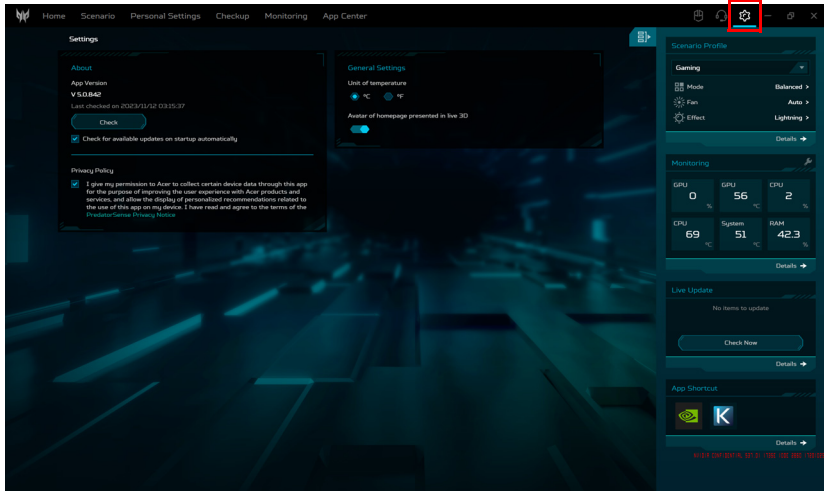 Home Scenario Personal Settings Checkup Monitoring App Center
Settings
About
App Version
V 5.0.842
Last checked on 2023/11/12 03:15:37
Check
Check for available updates on startup automatically
Privacy Policy
I give my permission to Acer to collect certain device data through this app
for the purpose of improving the user experience with Acer products and
services, and allow the display of personalized recommendations related to
the use of this app on my device. I have read and agree to the terms of the
PredatorSense Privacy Notice
General Settings
Unit of temperature
°C °F
Avatar of homepage presented in live 3D
Scenario Profile
Gaming
Mode Balanced >
Fan Auto >
Effect Lightning >
Details →
Monitoring
GPU GPU CPU
0 % 56 °C 2 %
CPU System RAM
69 °C 51 °C 42.3 %
Details →
Live Update
No items to update
Check Now
Details →
App Shortcut
K
Details →